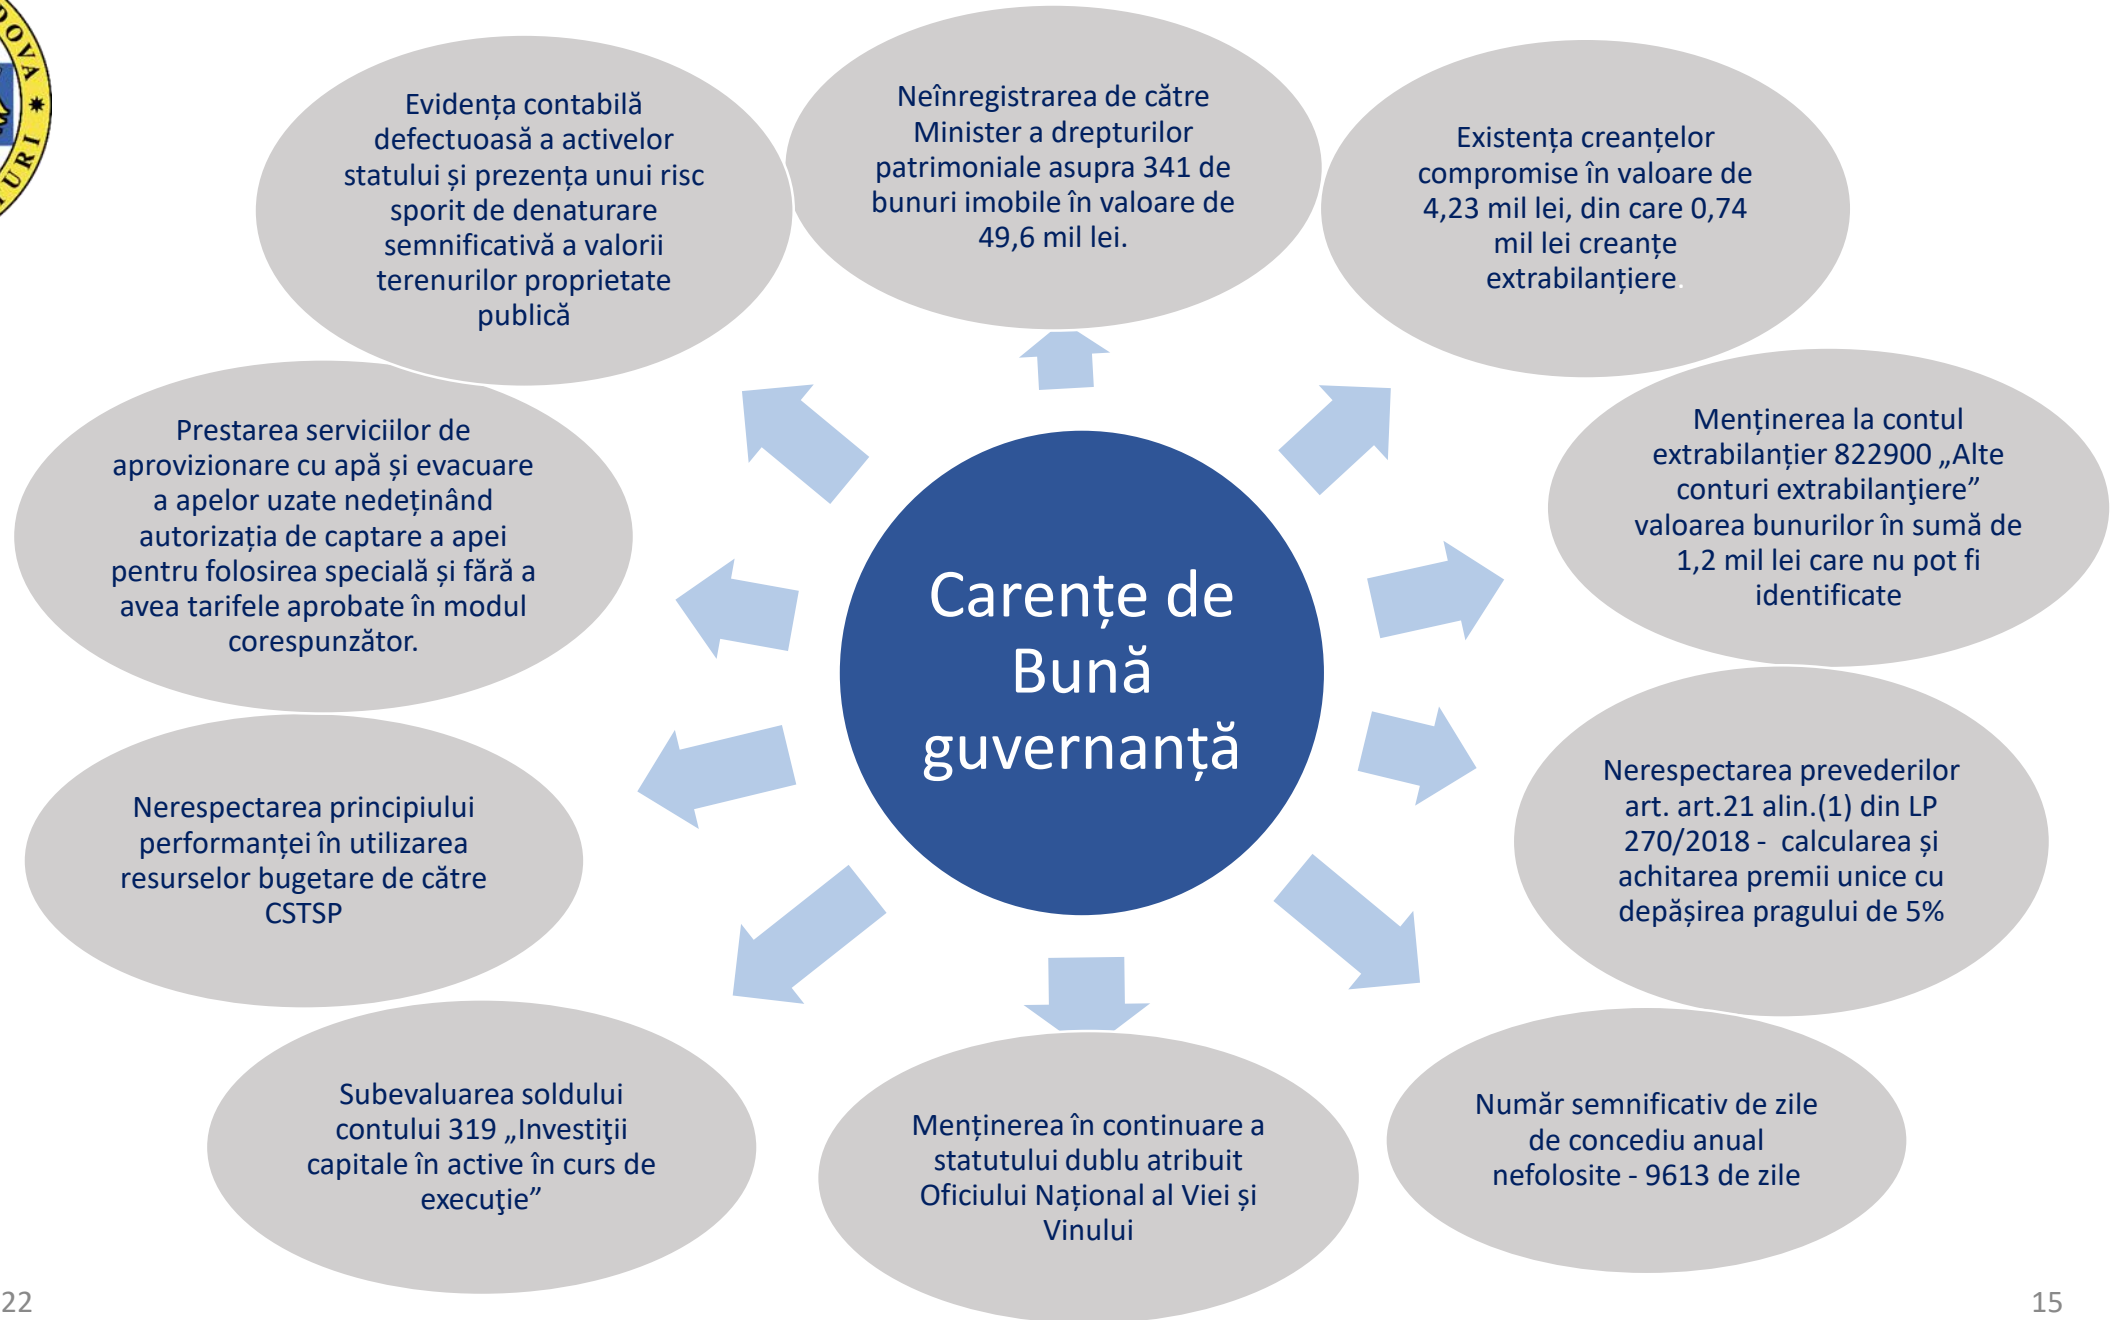 Evidența contabilă
defectuoasă a activelor
statului și prezența unui risc
sporit de denaturare
semnificativă a valorii
terenurilor proprietate
publică
Neînregistrarea de către
Minister a drepturilor
patrimoniale asupra 341 de
bunuri imobile în valoare de
49,6 mil lei.
Existența creanțelor
compromise în valoare de
4,23 mil lei, din care 0,74
mil lei creanțe
extrabilanțiere.
Prestarea serviciilor de
aprovizionare cu apă și evacuare
a apelor uzate nedeținând
autorizația de captare a apei
pentru folosirea specială și fără a
avea tarifele aprobate în modul
corespunzător.
Menținerea la contul
extrabilanțier 822900 „Alte
conturi extrabilanţiere”
valoarea bunurilor în sumă de
1,2 mil lei care nu pot fi
identificate
Carențe de
Bună
guvernanță
Nerespectarea principiului
performanței în utilizarea
resurselor bugetare de către
CSTSP
Nerespectarea prevederilor
art. art.21 alin.(1) din LP
270/2018 - calcularea și
achitarea premii unice cu
depășirea pragului de 5%
Subevaluarea soldului
contului 319 „Investiţii
capitale în active în curs de
execuţie”
Menținerea în continuare a
statutului dublu atribuit
Oficiului Național al Viei și
Vinului
Număr semnificativ de zile
de concediu anual
nefolosite - 9613 de zile
22
15